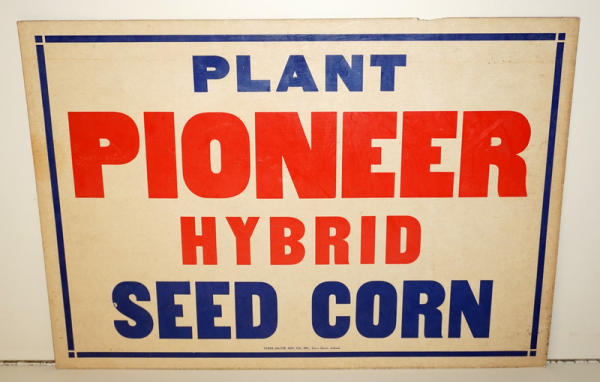 PLANT
PIONEER
HYBRID
SEED CORN